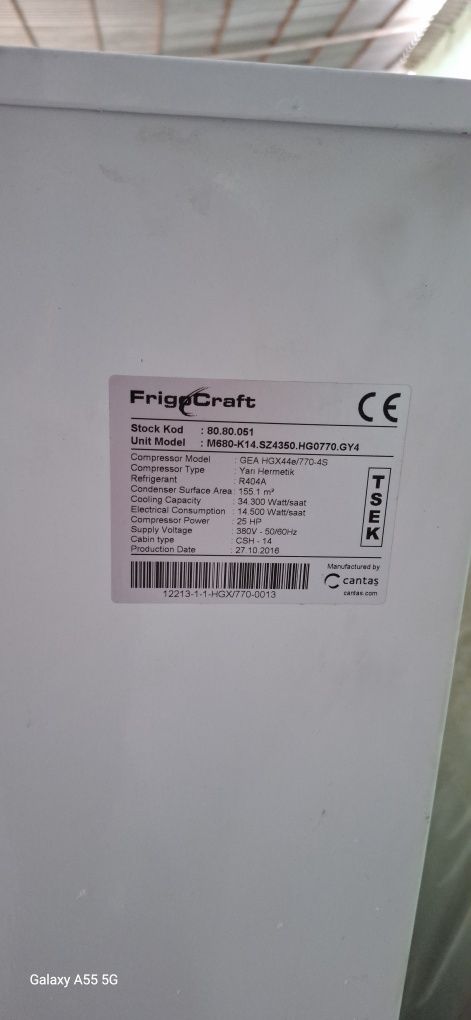 FrigoCraft CE
Stock Kod : 80.80.051
Unit Model : M680-K14.SZ4350.HG0770.GY4
Compressor Model : GEA HGX44e/770-4S
Compressor Type : Yarı Hermetik
Refrigerant : R404A
Condenser Surface Area : 155.1 m²
Cooling Capacity : 34.300 Watt/saat
Electrical Consumption : 14.500 Watt/saat
Compressor Power : 25 HP
Supply Voltage : 380V - 50/60Hz
Cabin type : CSH - 14
Production Date : 27.10.2016
TSEK
Manufactured by
cantas
cantas.com
12213-1-1-HGX/770-0013
Galaxy A55 5G